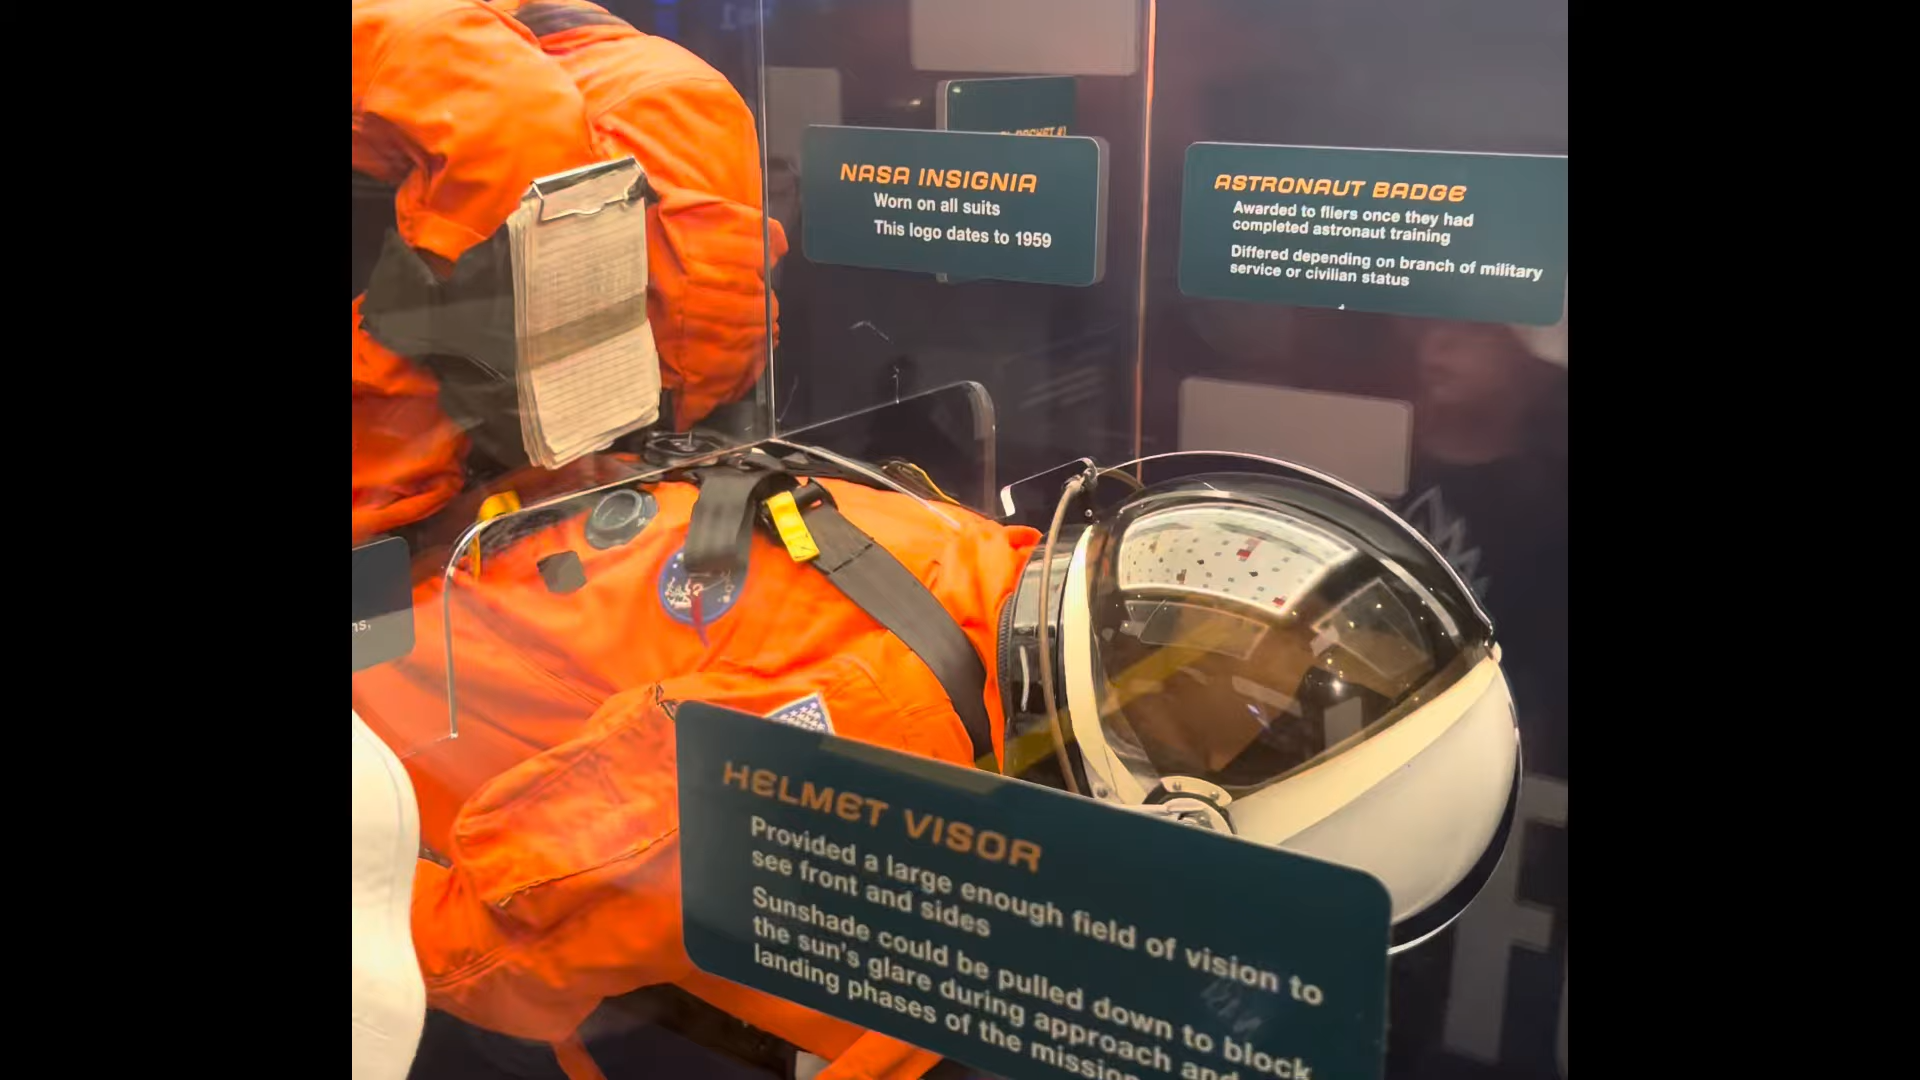 NASA INSIGNIA
Worn on all suits
This logo dates to 1959
ASTRONAUT BADGE
Awarded to fliers once they had
completed astronaut training
Differed depending on branch of military
service or civilian status
HELMET VISOR
Provided a large enough field of vision to
see front and sides
Sunshade could be pulled down to block
the sun's glare during approach and
landing phases of the mission